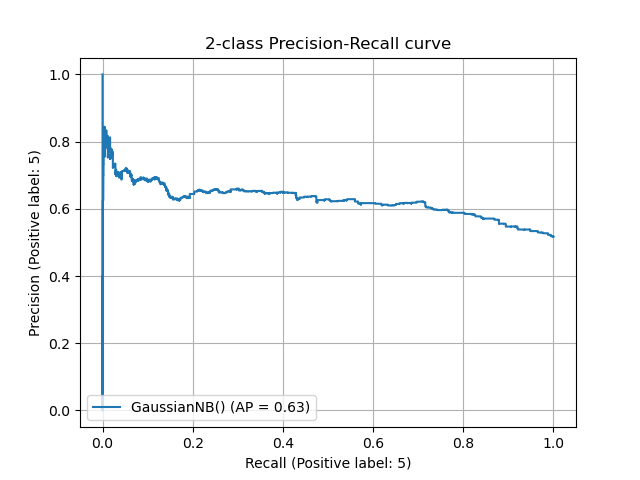 2-class Precision-Recall curve
Precision (Positive label: 5)
1.0
0.8
0.6
0.4
0.2
0.0
GaussianNB() (AP = 0.63)
0.0 0.2 0.4 0.6 0.8 1.0
Recall (Positive label: 5)